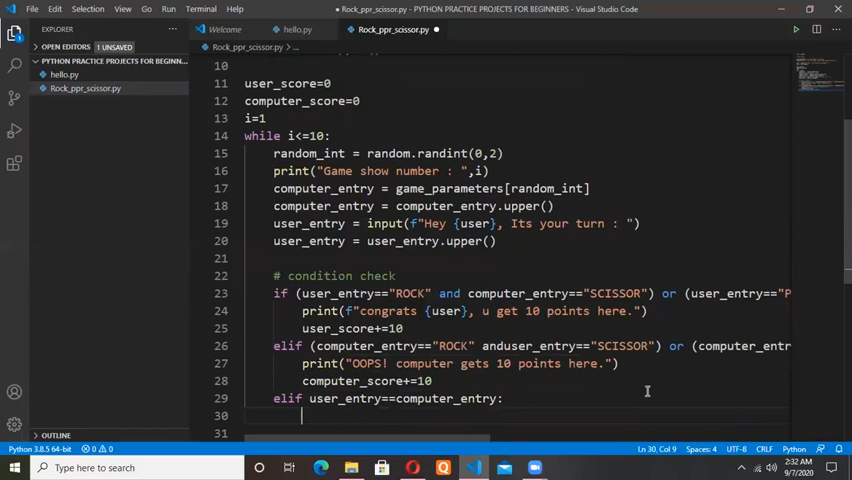 File Edit Selection View Go Run Terminal Help
● Rock_ppr_scissor.py - PYTHON PRACTICE PROJECTS FOR BEGINNERS - Visual Studio Code
EXPLORER
OPEN EDITORS 1 UNSAVED
PYTHON PRACTICE PROJECTS FOR BEGINN...
hello.py
Rock_ppr_scissor.py
OUTLINE
Welcome hello.py Rock_ppr_scissor.py ●
Rock_ppr_scissor.py > ...
10
11 user_score=0
12 computer_score=0
13 i=1
14 while i<=10:
15 random_int = random.randint(0,2)
16 print("Game show number : ",i)
17 computer_entry = game_parameters[random_int]
18 computer_entry = computer_entry.upper()
19 user_entry = input(f"Hey {user}, Its your turn : ")
20 user_entry = user_entry.upper()
21
22 # condition check
23 if (user_entry=="ROCK" and computer_entry=="SCISSOR") or (user_entry=="P
24 print(f"congrats {user}, u get 10 points here.")
25 user_score+=10
26 elif (computer_entry=="ROCK" anduser_entry=="SCISSOR") or (computer_entr
27 print("OOPS! computer gets 10 points here.")
28 computer_score+=10
29 elif user_entry==computer_entry:
30
31
Python 3.8.5 64-bit 0 0 Ln 30, Col 9 Spaces: 4 UTF-8 CRLF Python
Type here to search
2:32 AM
9/7/2020